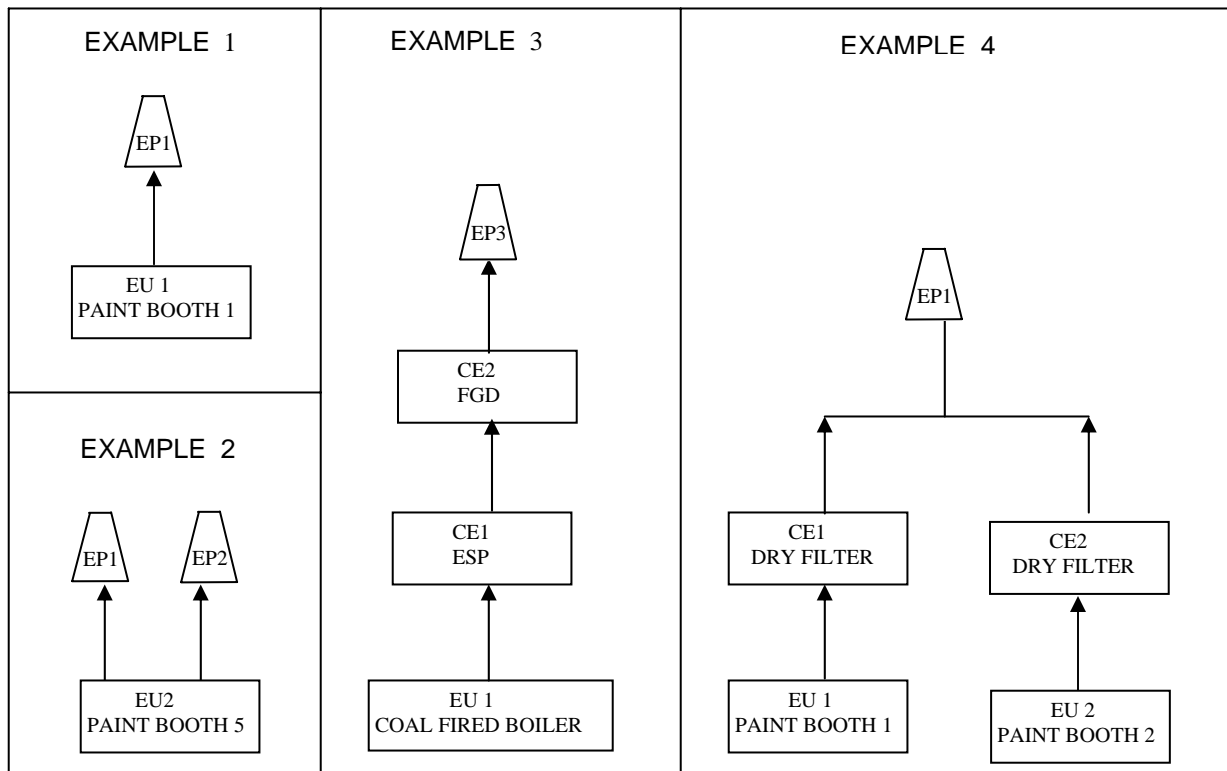 EXAMPLE 1
EP1
EU 1
PAINT BOOTH 1
EXAMPLE 2
EP1
EP2
EU2
PAINT BOOTH 5
EXAMPLE 3
EP3
CE2
FGD
CE1
ESP
EU 1
COAL FIRED BOILER
EXAMPLE 4
EP1
CE1
DRY FILTER
CE2
DRY FILTER
EU 1
PAINT BOOTH 1
EU 2
PAINT BOOTH 2